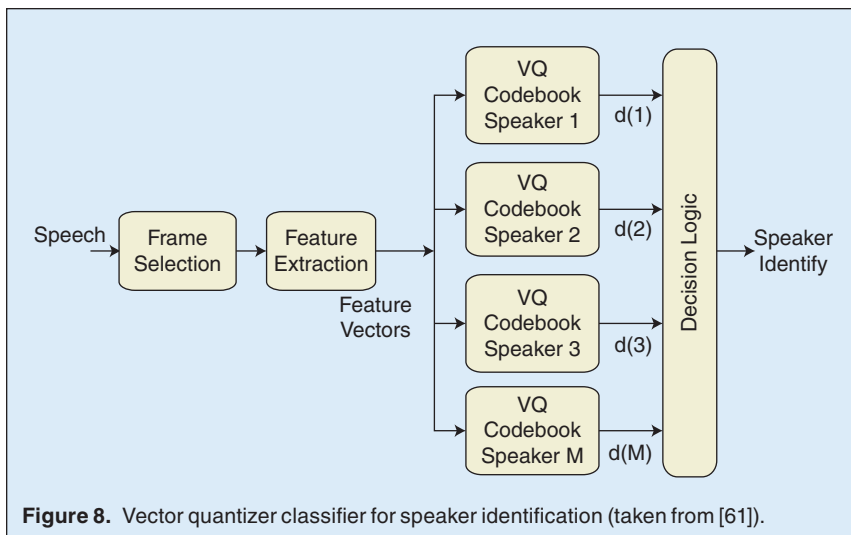 Speech
Frame
Selection
Feature
Extraction
Feature
Vectors
VQ
Codebook
Speaker 1
d(1)
VQ
Codebook
Speaker 2
d(2)
VQ
Codebook
Speaker 3
d(3)
VQ
Codebook
Speaker M
d(M)
Decision Logic
Speaker
Identify
Figure 8. Vector quantizer classifier for speaker identification (taken from [61]).